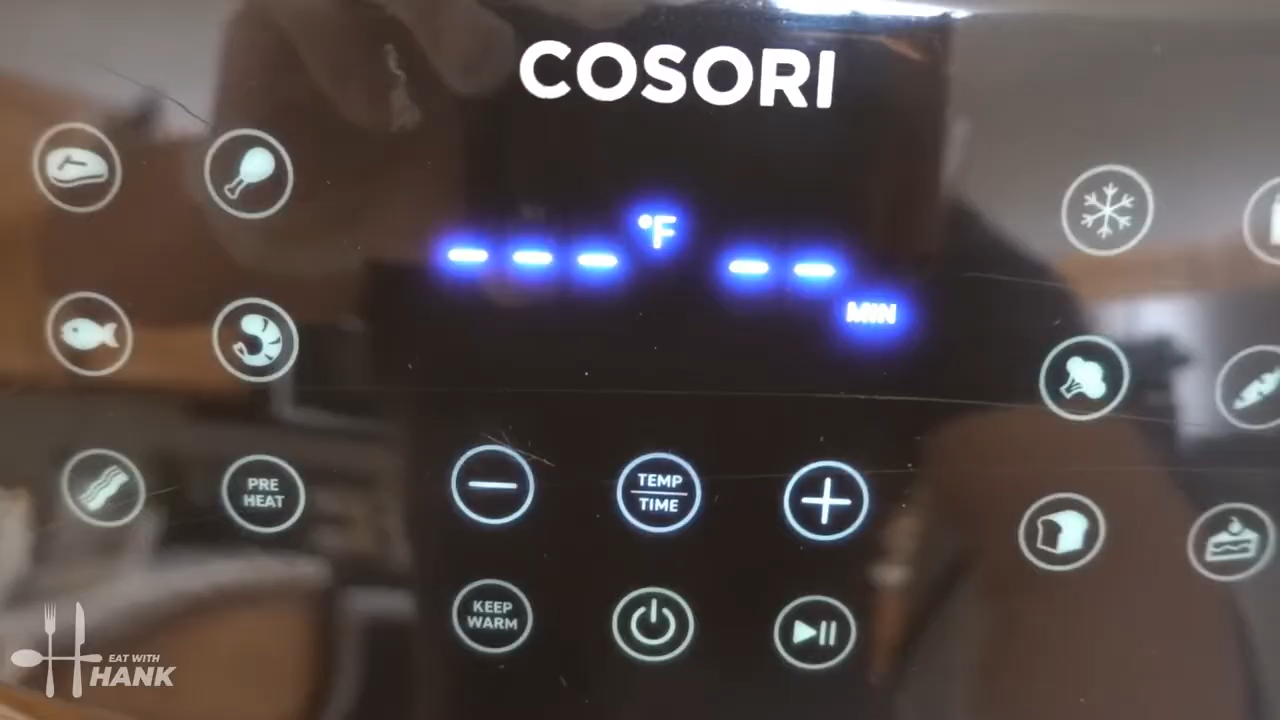 COSORI
--- °F -- MIN
PRE
HEAT
TEMP
TIME
KEEP
WARM
EAT WITH
HANK